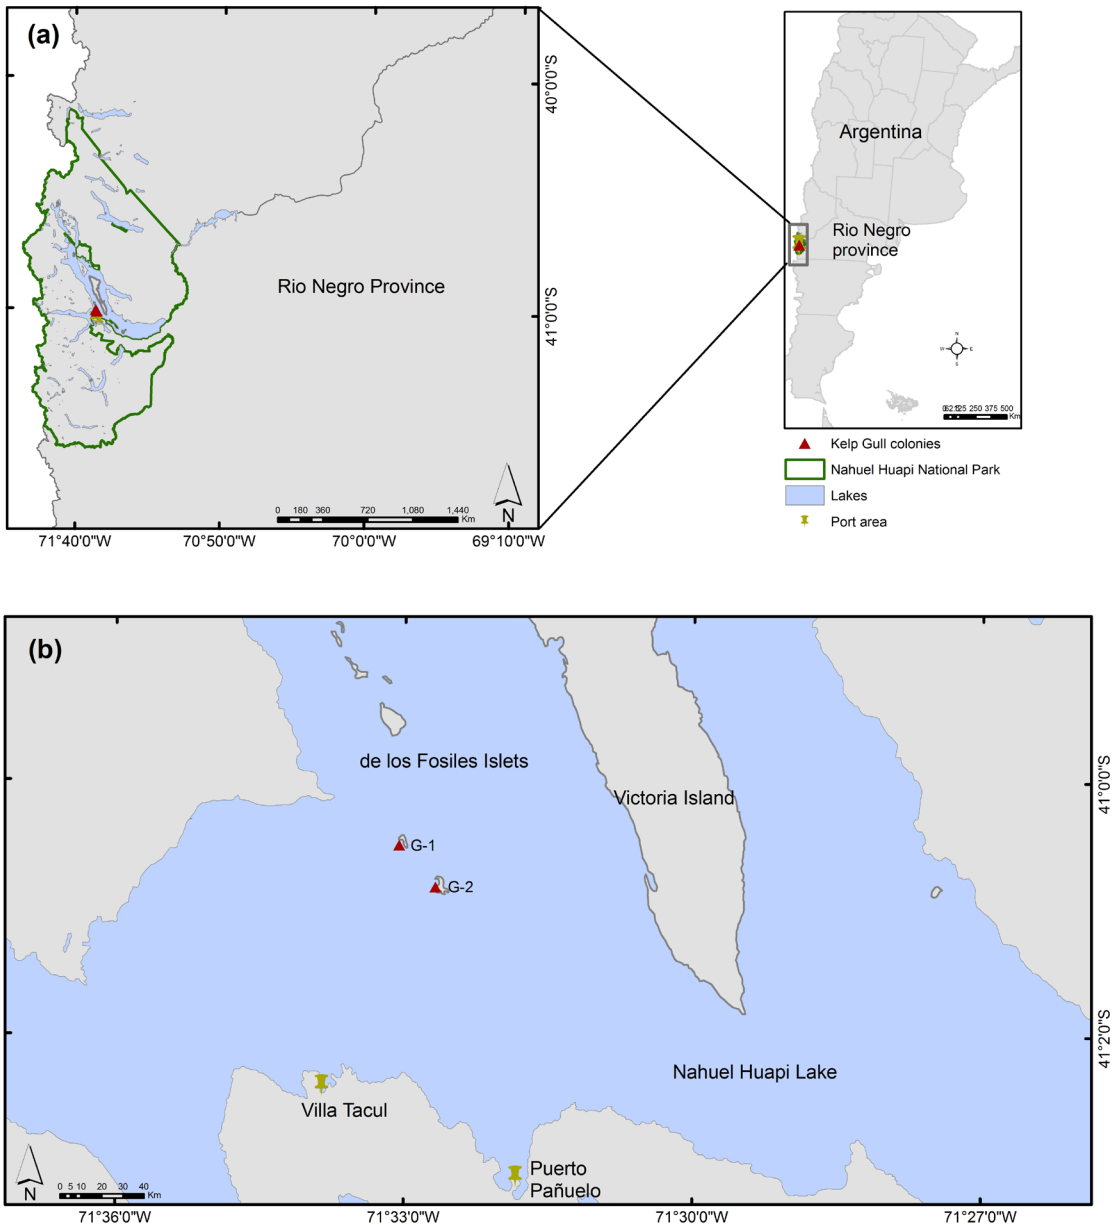 (a)
40°0'0"S
41°0'0"S
Rio Negro Province
0 180 360 720 1,080 1,440
Km
N
71°40'0"W 70°50'0"W 70°0'0"W 69°10'0"W
Argentina
Rio Negro
province
N
W E
S
250 375 500
Km
Kelp Gull colonies
Nahuel Huapi National Park
Lakes
Port area
(b)
de los Fosiles Islets
Victoria Island
41°0'0"S
G-1
G-2
41°2'0"S
Nahuel Huapi Lake
Villa Tacul
Puerto
Pañuelo
N
0 5 10 20 30 40
Km
71°36'0"W 71°33'0"W 71°30'0"W 71°27'0"W